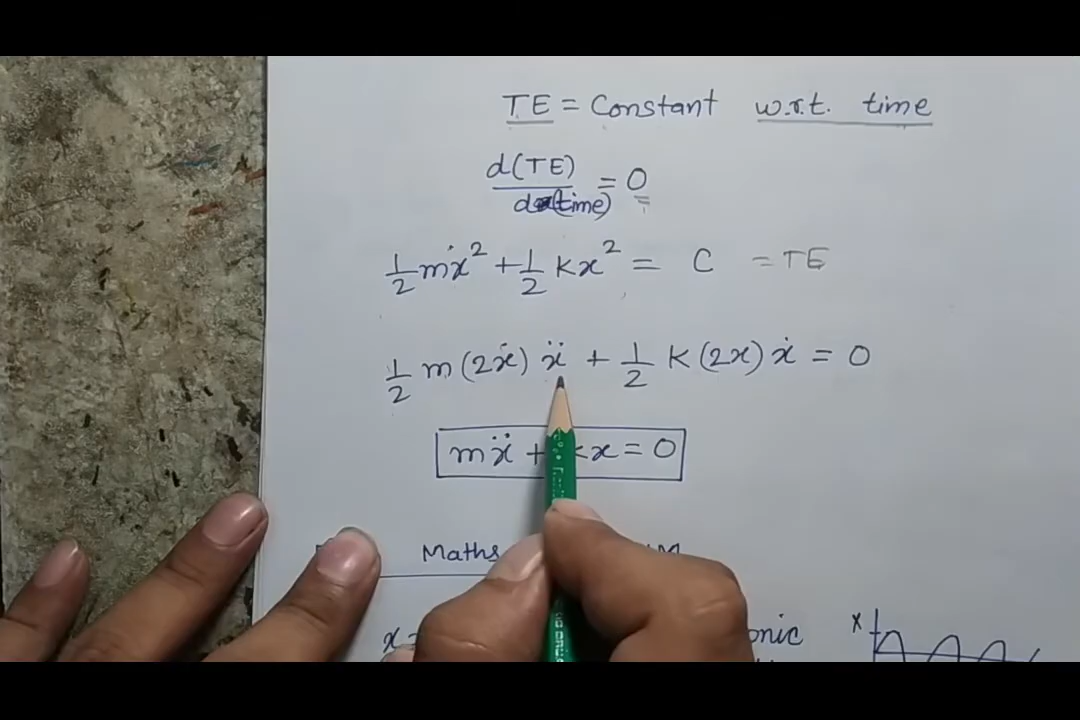 TE = Constant w.r.t. time
d(TE)/d(time) = 0
1/2 mẋ² + 1/2 kx² = C = TE
1/2 m(2ẋ) ẍ + 1/2 k(2x) ẋ = 0
mẍ + kx = 0
Maths
x =
x